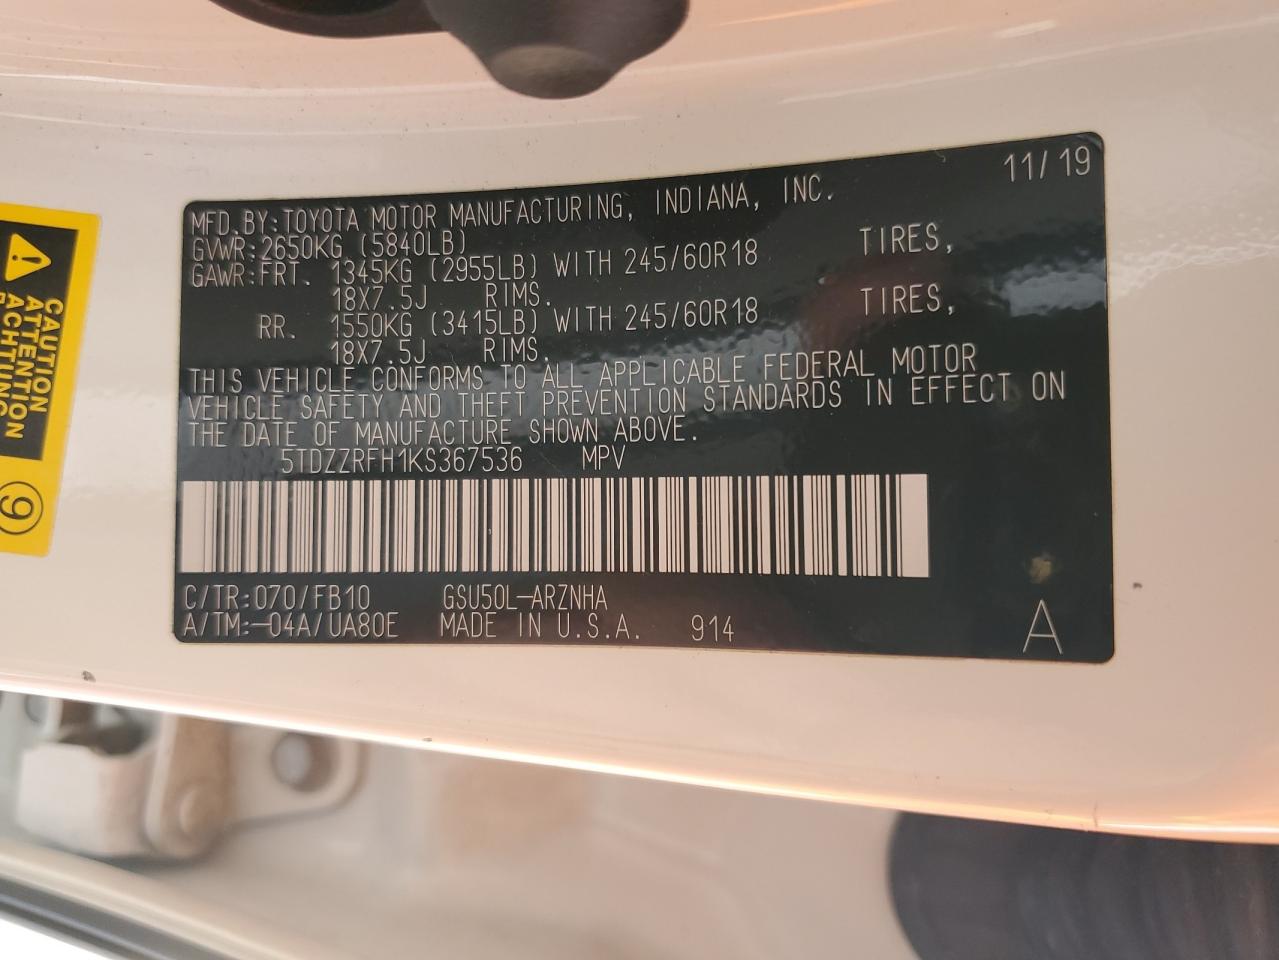 11/19
MFD.BY:TOYOTA MOTOR MANUFACTURING, INDIANA, INC.
GVWR:2650KG (5840LB)
GAWR:FRT. 1345KG (2955LB) WITH 245/60R18 TIRES,
18X7.5J RIMS.
RR. 1550KG (3415LB) WITH 245/60R18 TIRES,
18X7.5J RIMS.
THIS VEHICLE CONFORMS TO ALL APPLICABLE FEDERAL MOTOR
VEHICLE SAFETY AND THEFT PREVENTION STANDARDS IN EFFECT ON
THE DATE OF MANUFACTURE SHOWN ABOVE.
5TDZZRFH1KS367536 MPV
C/TR:070/FB10 GSU50L-ARZNHA
A/TM:-04A/UA80E MADE IN U.S.A. 914
A
CAUTION
ATTENTION
ACHTUNG
9